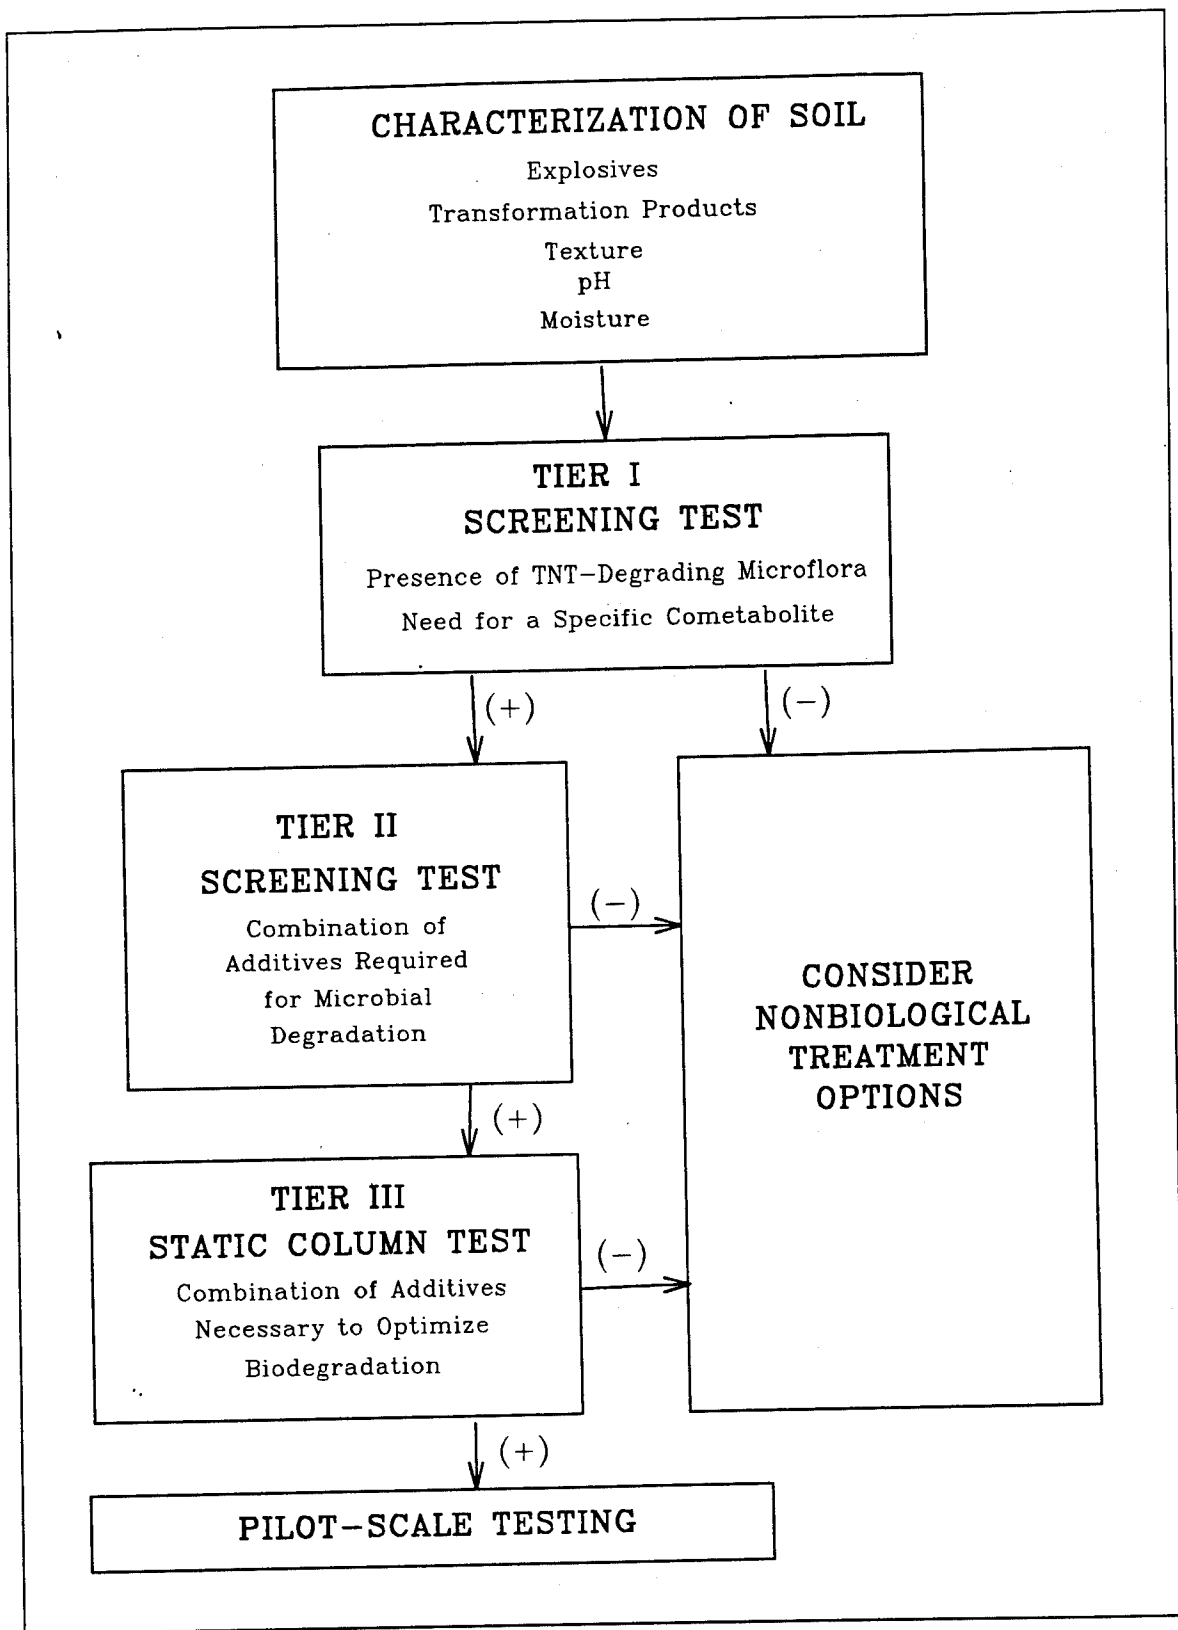 CHARACTERIZATION OF SOIL
Explosives
Transformation Products
Texture
pH
Moisture
TIER I
SCREENING TEST
Presence of TNT-Degrading Microflora
Need for a Specific Cometabolite
(+)
(-)
TIER II
SCREENING TEST
Combination of
Additives Required
for Microbial
Degradation
(-)
CONSIDER
NONBIOLOGICAL
TREATMENT
OPTIONS
(+)
TIER III
STATIC COLUMN TEST
Combination of Additives
Necessary to Optimize
Biodegradation
(-)
(+)
PILOT-SCALE TESTING